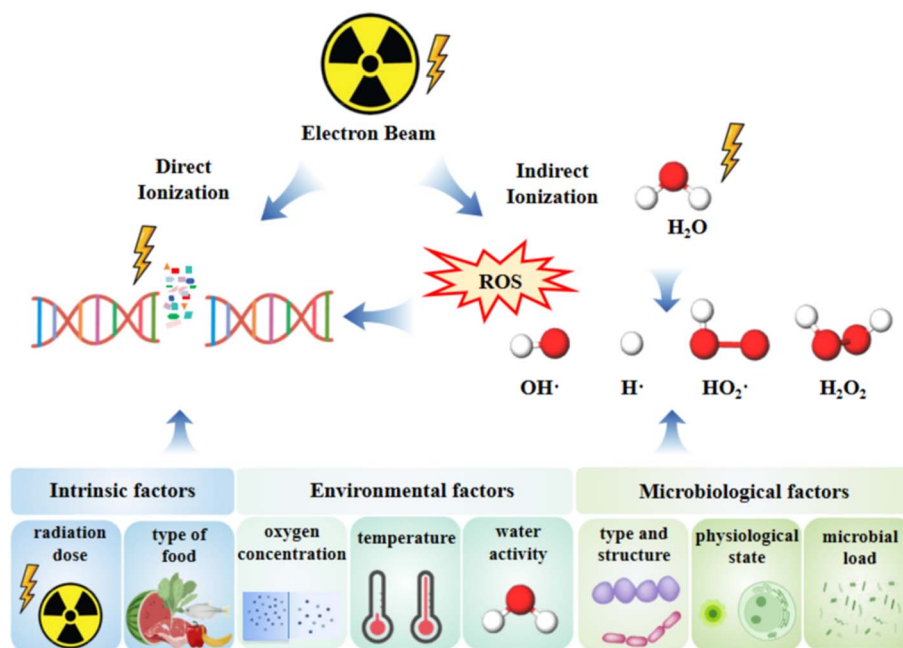 Electron Beam
Direct
Ionization
Indirect
Ionization
H₂O
ROS
OH·
H·
HO₂·
H₂O₂
Intrinsic factors
Environmental factors
Microbiological factors
radiation
dose
type of
food
oxygen
concentration
temperature
water
activity
type and
structure
physiological
state
microbial
load